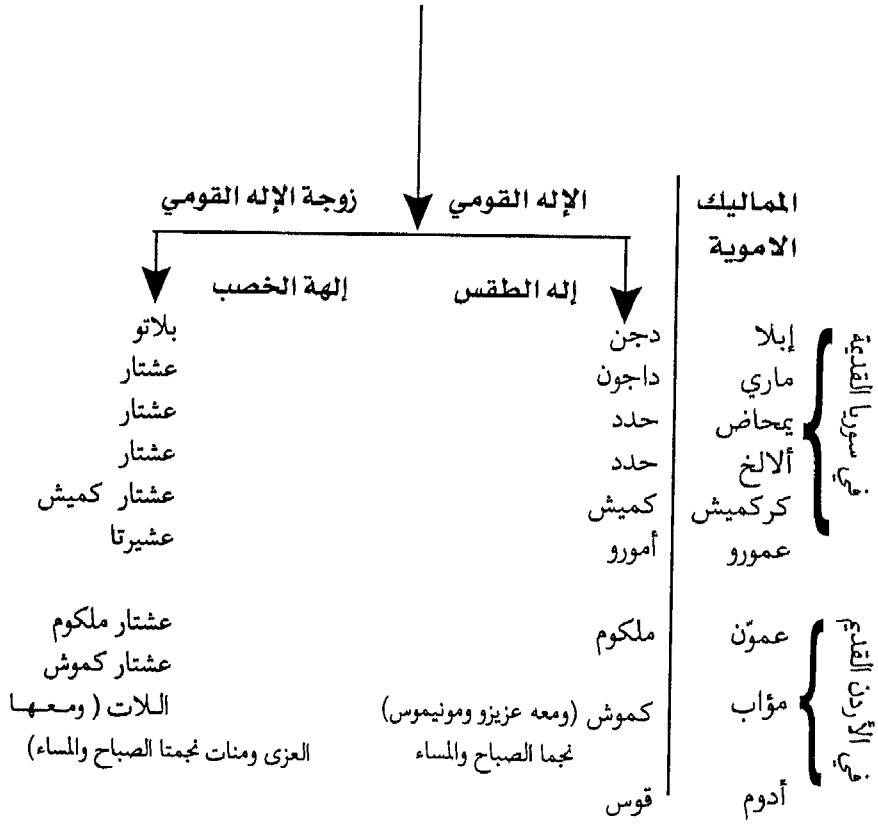 المماليك الإله القومي زوجة الإله القومي
الاموية
إله الطقس إلهة الخصب
في سوريا القديمة
إبلا دجن بلاتو
ماري داجون عشتار
يمحاض حدد عشتار
ألالخ حدد عشتار
كركميش كميش عشتار كميش
عمورو أمورو عشيرتا
في الأردن القديم
عمّون ملكوم عشتار ملكوم
عشتار كموش
مؤاب كموش (ومعه عزيزو ومونيموس) اللات (ومعها
نجما الصباح والمساء العزى ومنات نجمتا الصباح والمساء)
أدوم قوس